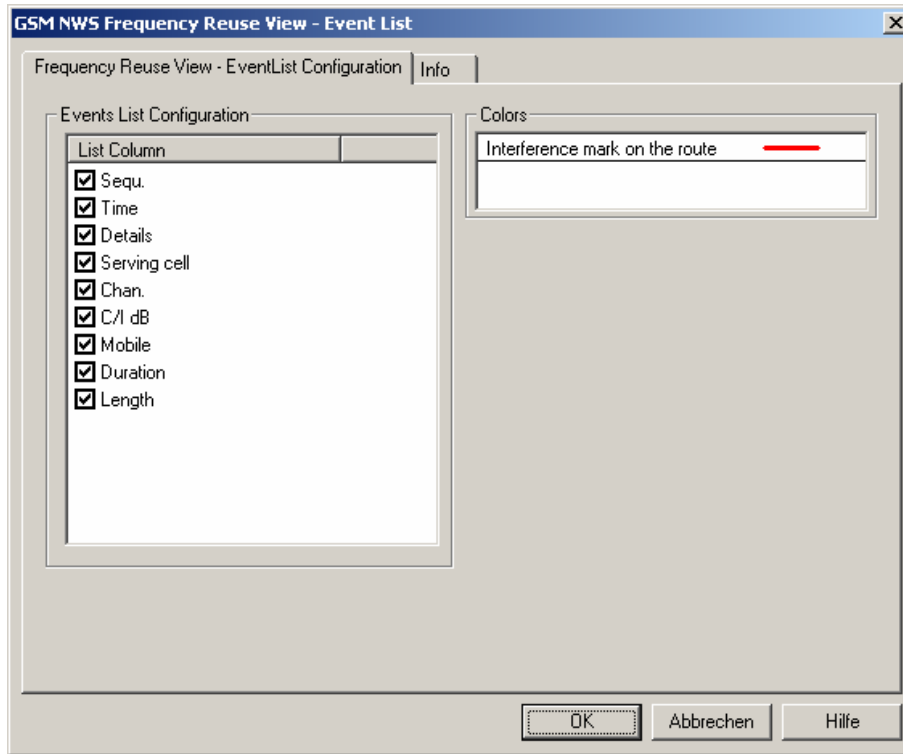 GSM NWS Frequency Reuse View - Event List
Frequency Reuse View - EventList Configuration
Info
Events List Configuration
List Column
Sequ.
Time
Details
Serving cell
Chan.
C/I dB
Mobile
Duration
Length
Colors
Interference mark on the route
OK
Abbrechen
Hilfe